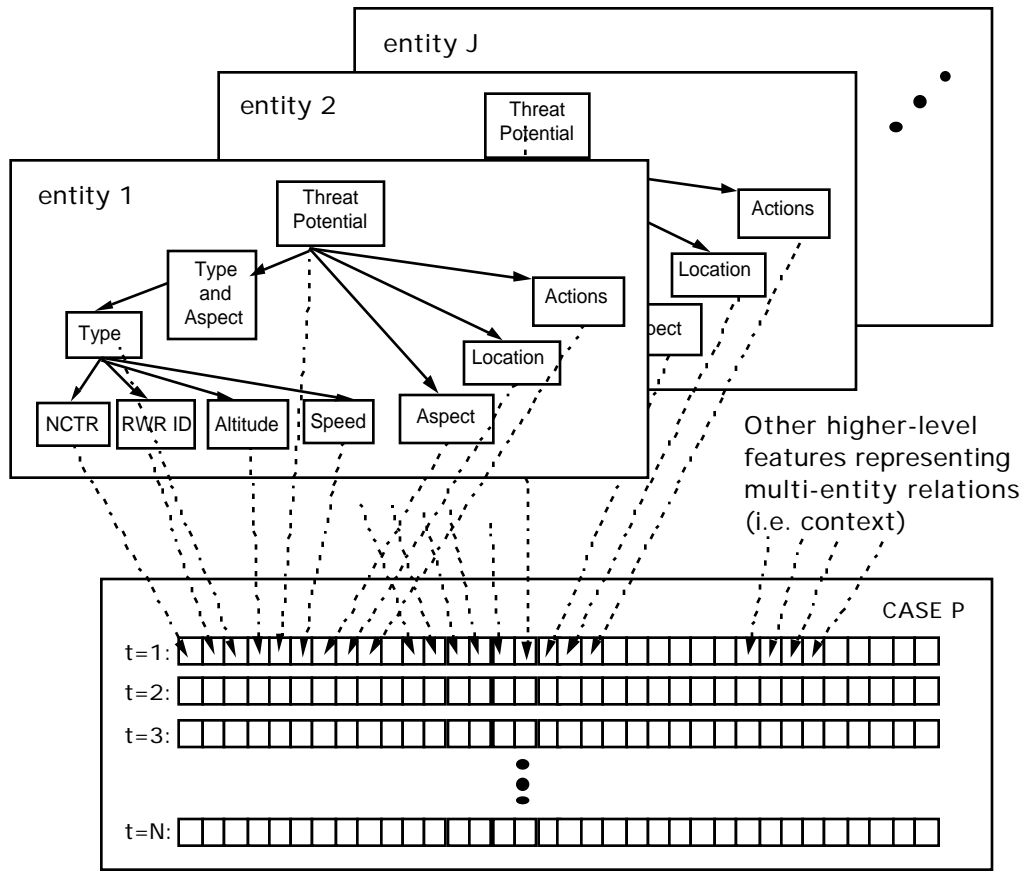 entity J
entity 2
Threat
Potential
Actions
Location
pect
entity 1
Threat
Potential
Type
and
Aspect
Actions
Type
Location
NCTR
RWR ID
Altitude
Speed
Aspect
Other higher-level
features representing
multi-entity relations
(i.e. context)
CASE P
t=1:
t=2:
t=3:
t=N: